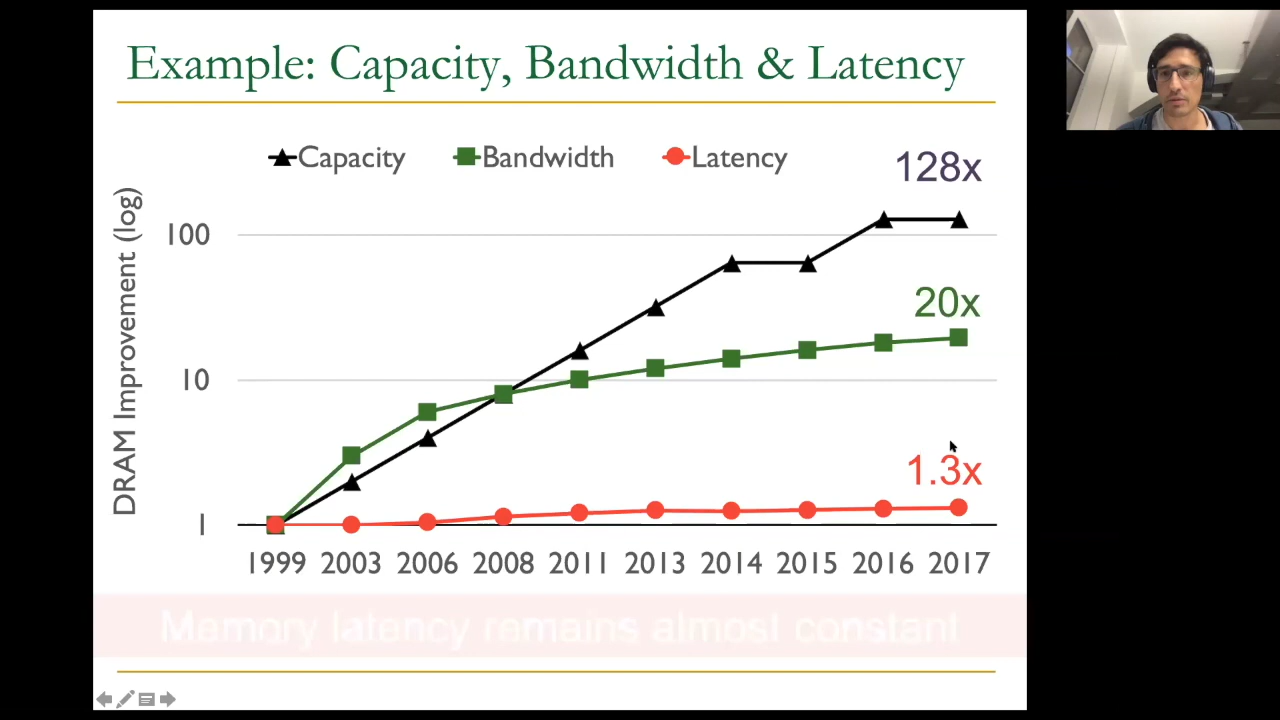 Example: Capacity, Bandwidth & Latency
Capacity Bandwidth Latency
128x
DRAM Improvement (log)
100
20x
10
1.3x
1
1999 2003 2006 2008 2011 2013 2014 2015 2016 2017
Memory latency remains almost constant